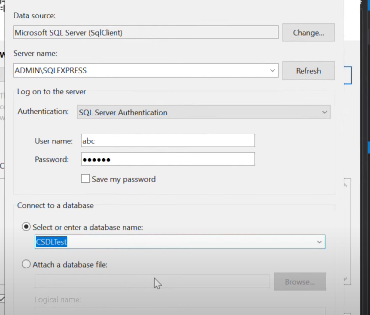 Data source:
Microsoft SQL Server (SqlClient)
Change...
Server name:
ADMIN\SQLEXPRESS
Refresh
Log on to the server
Authentication:
SQL Server Authentication
User name:
abc
Password:
●●●●●●
Save my password
Connect to a database
Select or enter a database name:
CSDLTest
Attach a database file:
Browse...
Logical name: